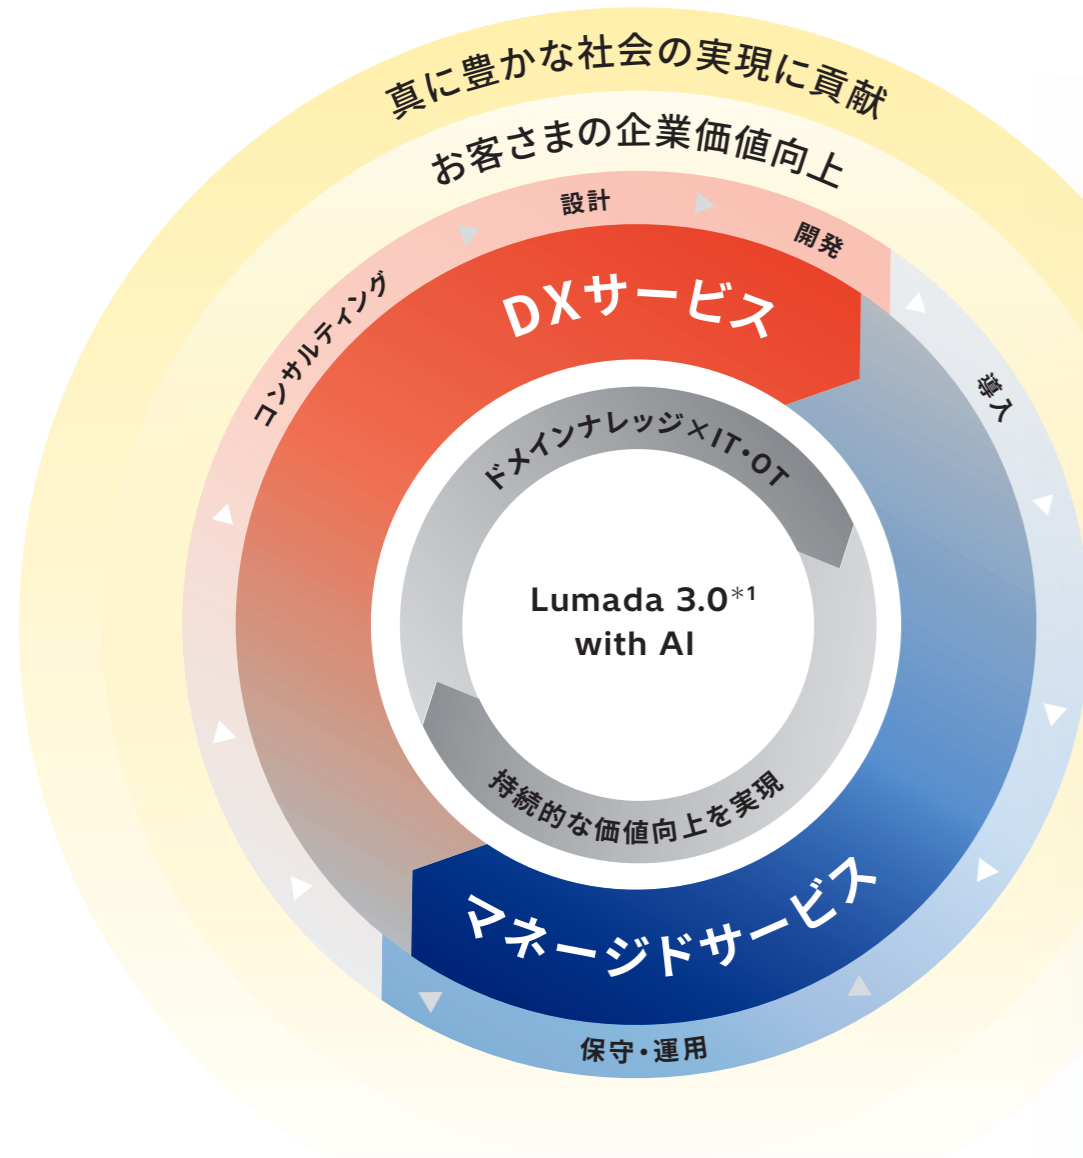 真に豊かな社会の実現に貢献
お客さまの企業価値向上
コンサルティング
設計
開発
導入
保守・運用
DXサービス
マネージドサービス
ドメインナレッジ×IT・OT
持続的な価値向上を実現
Lumada 3.0*1
with AI